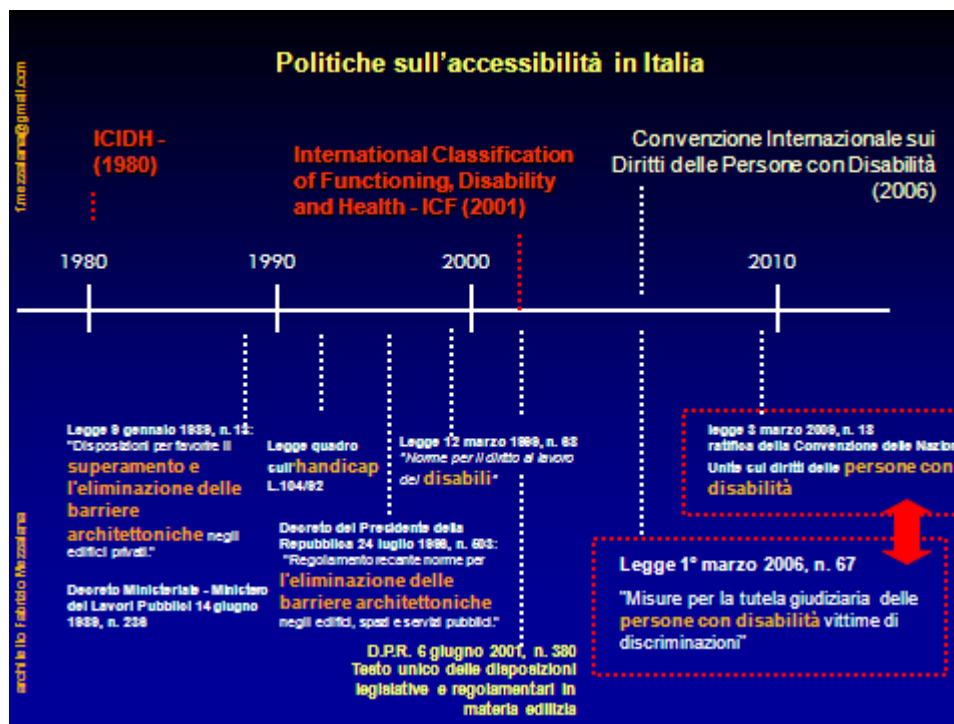 Politiche sull'accessibilità in Italia
f.mezzalana@gmail.com
ICIDH -
(1980)
International Classification
of Functioning, Disability
and Health - ICF (2001)
Convenzione Internazionale sui
Diritti delle Persone con Disabilità
(2006)
1980
1990
2000
2010
Legge 9 gennaio 1989, n. 13:
"Disposizioni per favorire il
superamento e
l'eliminazione delle
barriere
architettoniche negli
edifici privati."
Decreto Ministeriale - Ministero
dei Lavori Pubblici 14 giugno
1989, n. 236
Legge quadro
sull'handicap
L.104/92
Decreto del Presidente della
Repubblica 24 luglio 1996, n. 503:
"Regolamento recante norme per
l'eliminazione delle
barriere architettoniche
negli edifici, spazi e servizi pubblici."
Legge 12 marzo 1999, n. 68
"Norme per il diritto al lavoro
dei disabili"
D.P.R. 6 giugno 2001, n. 380
Testo unico delle disposizioni
legislative e regolamentari in
materia edilizia
legge 3 marzo 2009, n. 18
ratifica della Convenzione delle Nazion
Unite sui diritti delle persone con
disabilità
Legge 1° marzo 2006, n. 67
"Misure per la tutela giudiziaria delle
persone con disabilità vittime di
discriminazioni"
Fabrizio Mezzalana